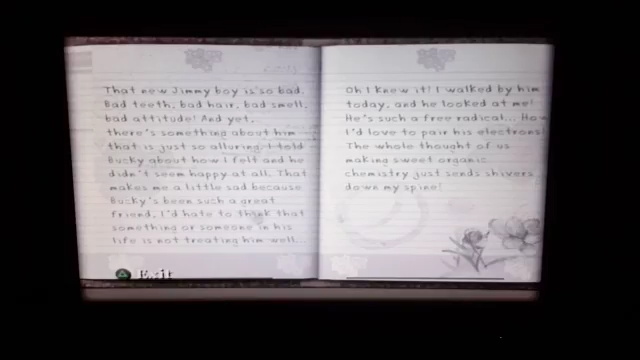 That new Jimmy boy is so bad.
Bad teeth, bad hair, bad smell,
bad attitude! And yet,
there's something about him
that is just so alluring. I told
Bucky about how I felt and he
didn't seem happy at all. That
makes me a little sad because
Bucky's been such a great
friend, I'd hate to think that
something or someone in his
life is not treating him well...
Exit
Oh I knew it! I walked by him
today, and he looked at me!
He's such a free radical... How
I'd love to pair his electrons!
The whole thought of us
making sweet organic
chemistry just sends shivers
down my spine!